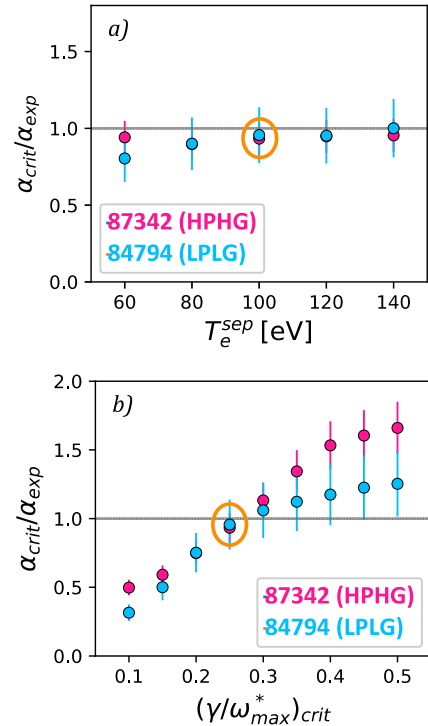 a)
1.5
1.0
0.5
0.0
α_crit/α_exp
87342 (HPHG)
84794 (LPLG)
60 80 100 120 140
T_e^sep [eV]
b)
2.0
1.5
1.0
0.5
0.0
α_crit/α_exp
87342 (HPHG)
84794 (LPLG)
0.1 0.2 0.3 0.4 0.5
(γ/ω*_max)_crit